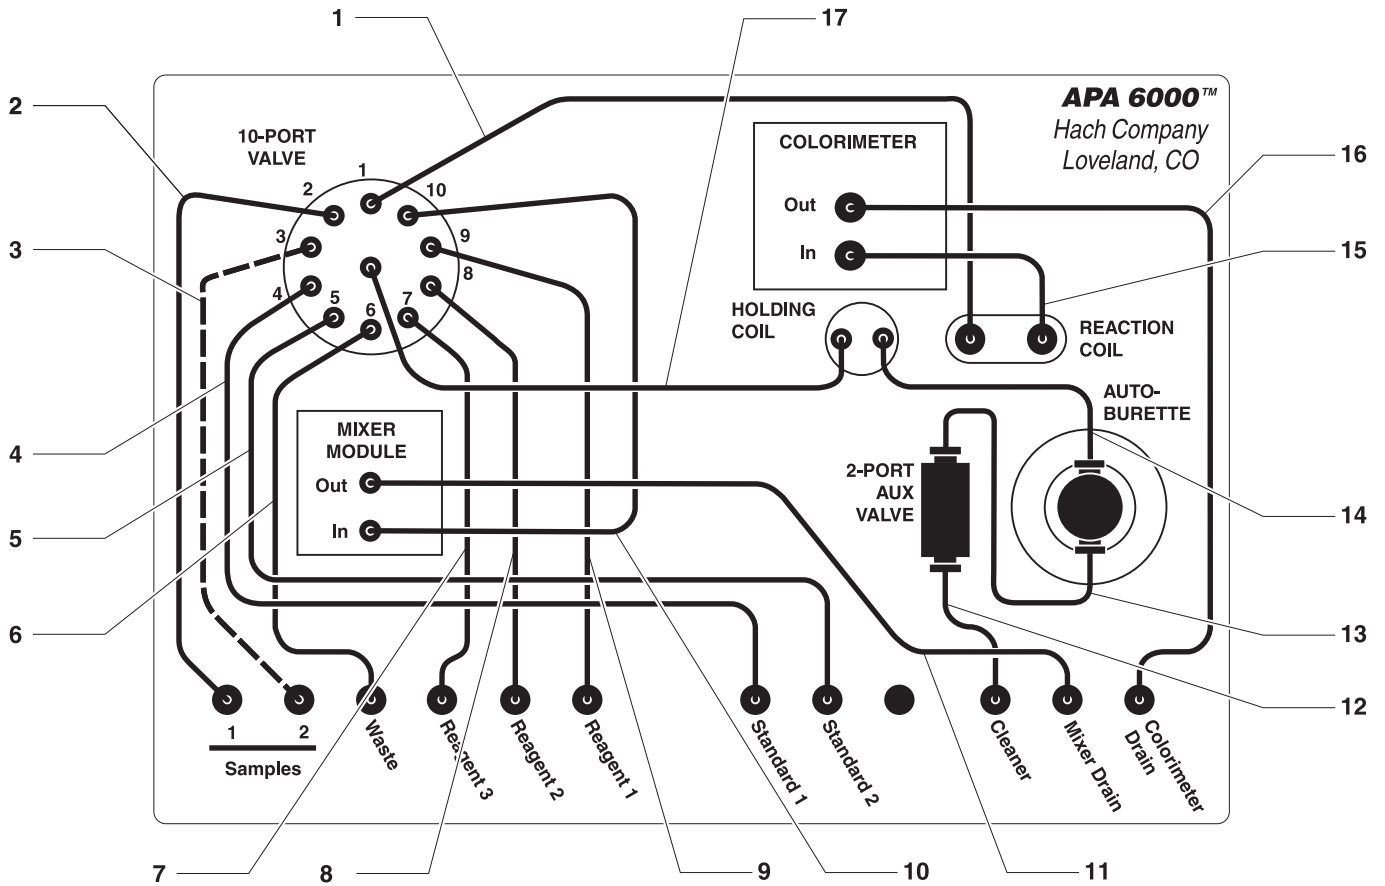 1
17
2
APA 6000™
Hach Company
Loveland, CO
10-PORT
VALVE
COLORIMETER
16
1
2
10
3
9
Out
3
In
15
4
8
5
6
7
HOLDING
COIL
REACTION
COIL
AUTO-
BURETTE
MIXER
MODULE
4
Out
2-PORT
AUX
VALVE
14
In
5
6
13
12
1
2
Samples
Waste
Reagent 3
Reagent 2
Reagent 1
Standard 1
Standard 2
Cleaner
Mixer Drain
Colorimeter
Drain
7
8
9
10
11